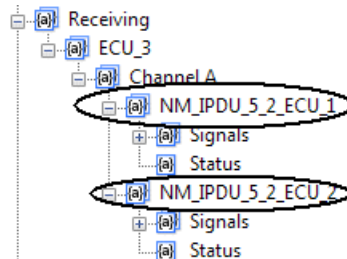 Receiving
ECU_3
Channel A
NM_IPDU_5_2_ECU_1
Signals
Status
NM_IPDU_5_2_ECU_2
Signals
Status